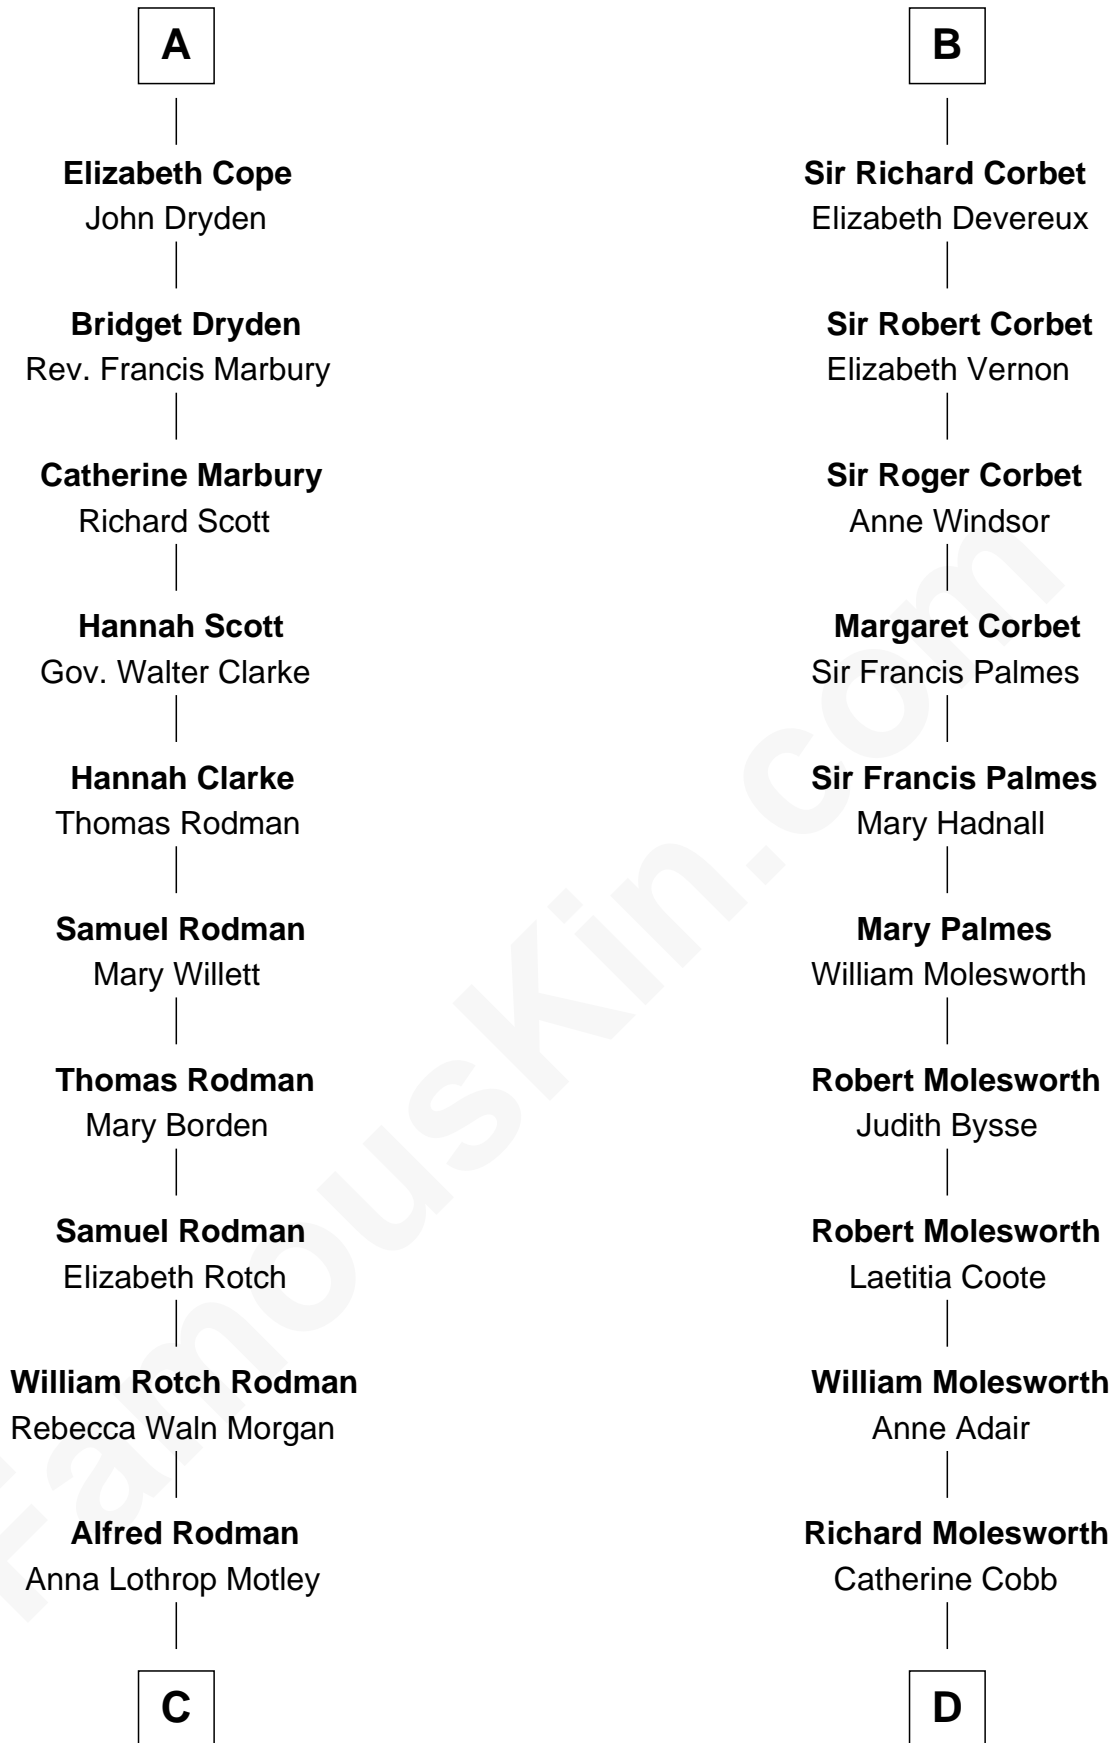 A
Elizabeth Cope
John Dryden
Bridget Dryden
Rev. Francis Marbury
Catherine Marbury
Richard Scott
Hannah Scott
Gov. Walter Clarke
Hannah Clarke
Thomas Rodman
Samuel Rodman
Mary Willett
Thomas Rodman
Mary Borden
Samuel Rodman
Elizabeth Rotch
William Rotch Rodman
Rebecca Waln Morgan
Alfred Rodman
Anna Lothrop Motley
C
B
Sir Richard Corbet
Elizabeth Devereux
Sir Robert Corbet
Elizabeth Vernon
Sir Roger Corbet
Anne Windsor
Margaret Corbet
Sir Francis Palmes
Sir Francis Palmes
Mary Hadnall
Mary Palmes
William Molesworth
Robert Molesworth
Judith Bysse
Robert Molesworth
Laetitia Coote
William Molesworth
Anne Adair
Richard Molesworth
Catherine Cobb
D
FamousKin.com